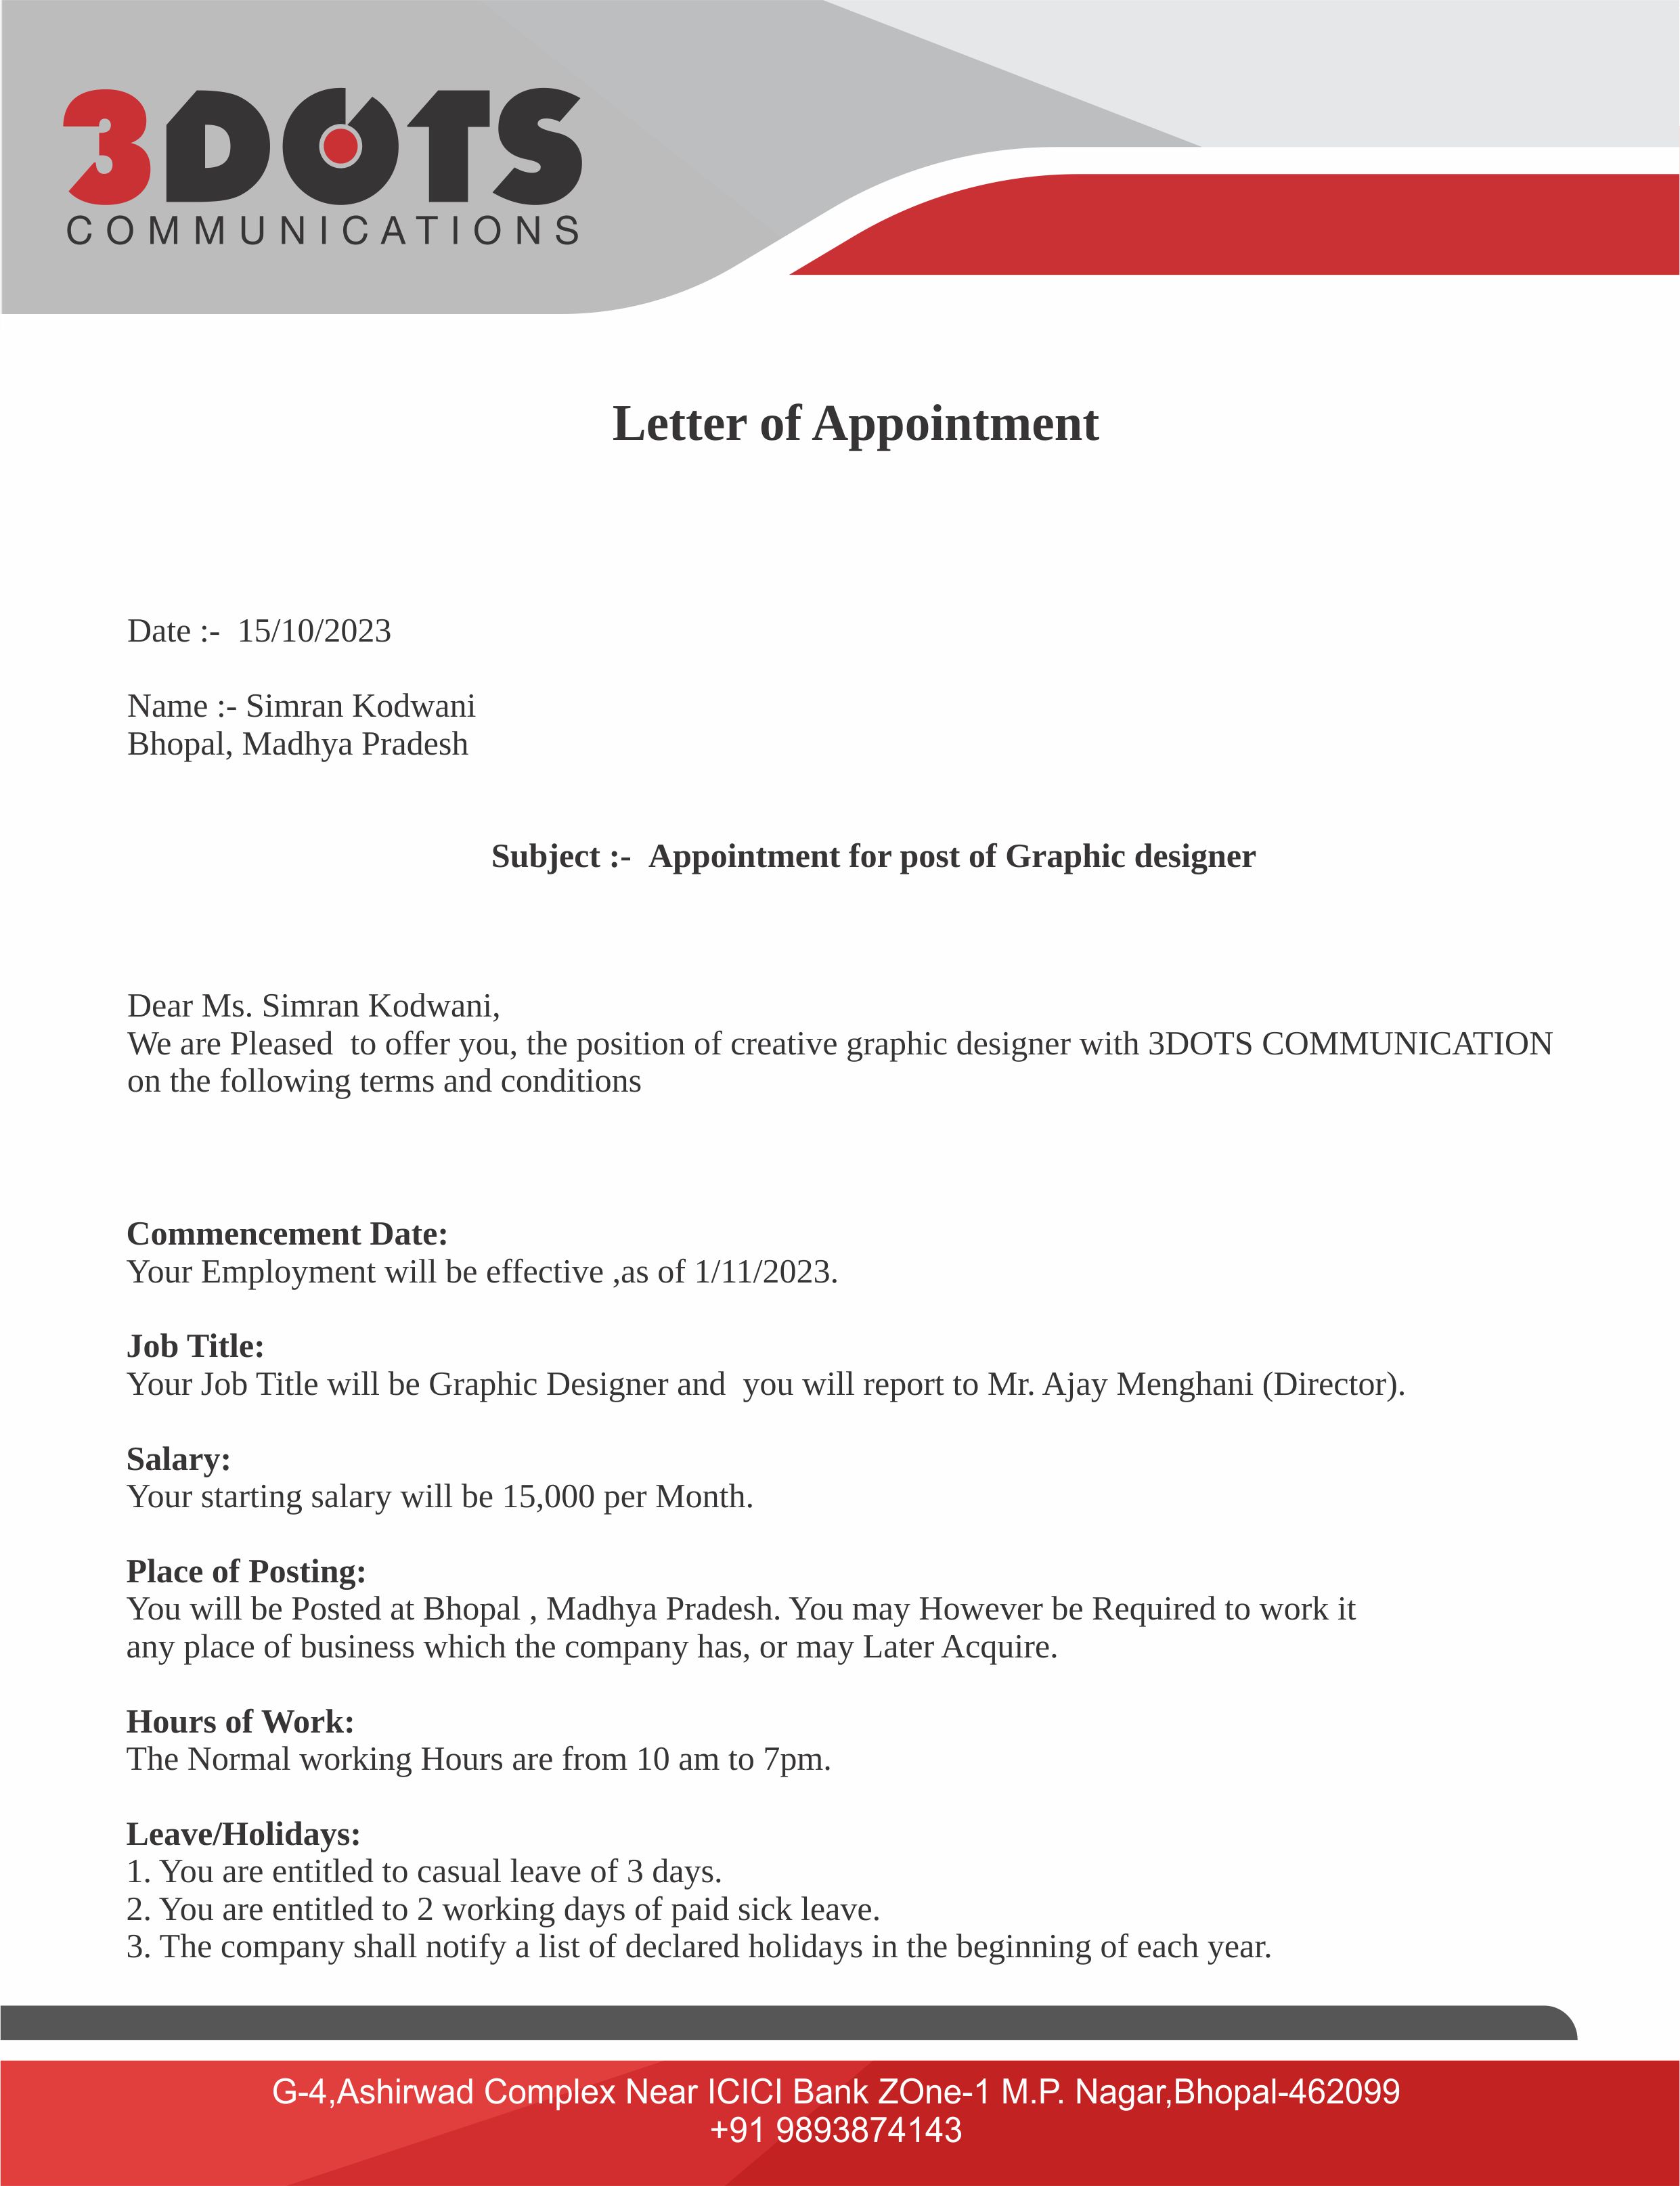 3DOTS
COMMUNICATIONS
Letter of Appointment
Date :-  15/10/2023
Name :- Simran Kodwani
Bhopal, Madhya Pradesh
Subject :-  Appointment for post of Graphic designer
Dear Ms. Simran Kodwani,
We are Pleased  to offer you, the position of creative graphic designer with 3DOTS COMMUNICATION
on the following terms and conditions
Commencement Date:
Your Employment will be effective ,as of 1/11/2023.
Job Title:
Your Job Title will be Graphic Designer and  you will report to Mr. Ajay Menghani (Director).
Salary:
Your starting salary will be 15,000 per Month.
Place of Posting:
You will be Posted at Bhopal , Madhya Pradesh. You may However be Required to work it
any place of business which the company has, or may Later Acquire.
Hours of Work:
The Normal working Hours are from 10 am to 7pm.
Leave/Holidays:
1. You are entitled to casual leave of 3 days.
2. You are entitled to 2 working days of paid sick leave.
3. The company shall notify a list of declared holidays in the beginning of each year.
G-4,Ashirwad Complex Near ICICI Bank ZOne-1 M.P. Nagar,Bhopal-462099
+91 9893874143